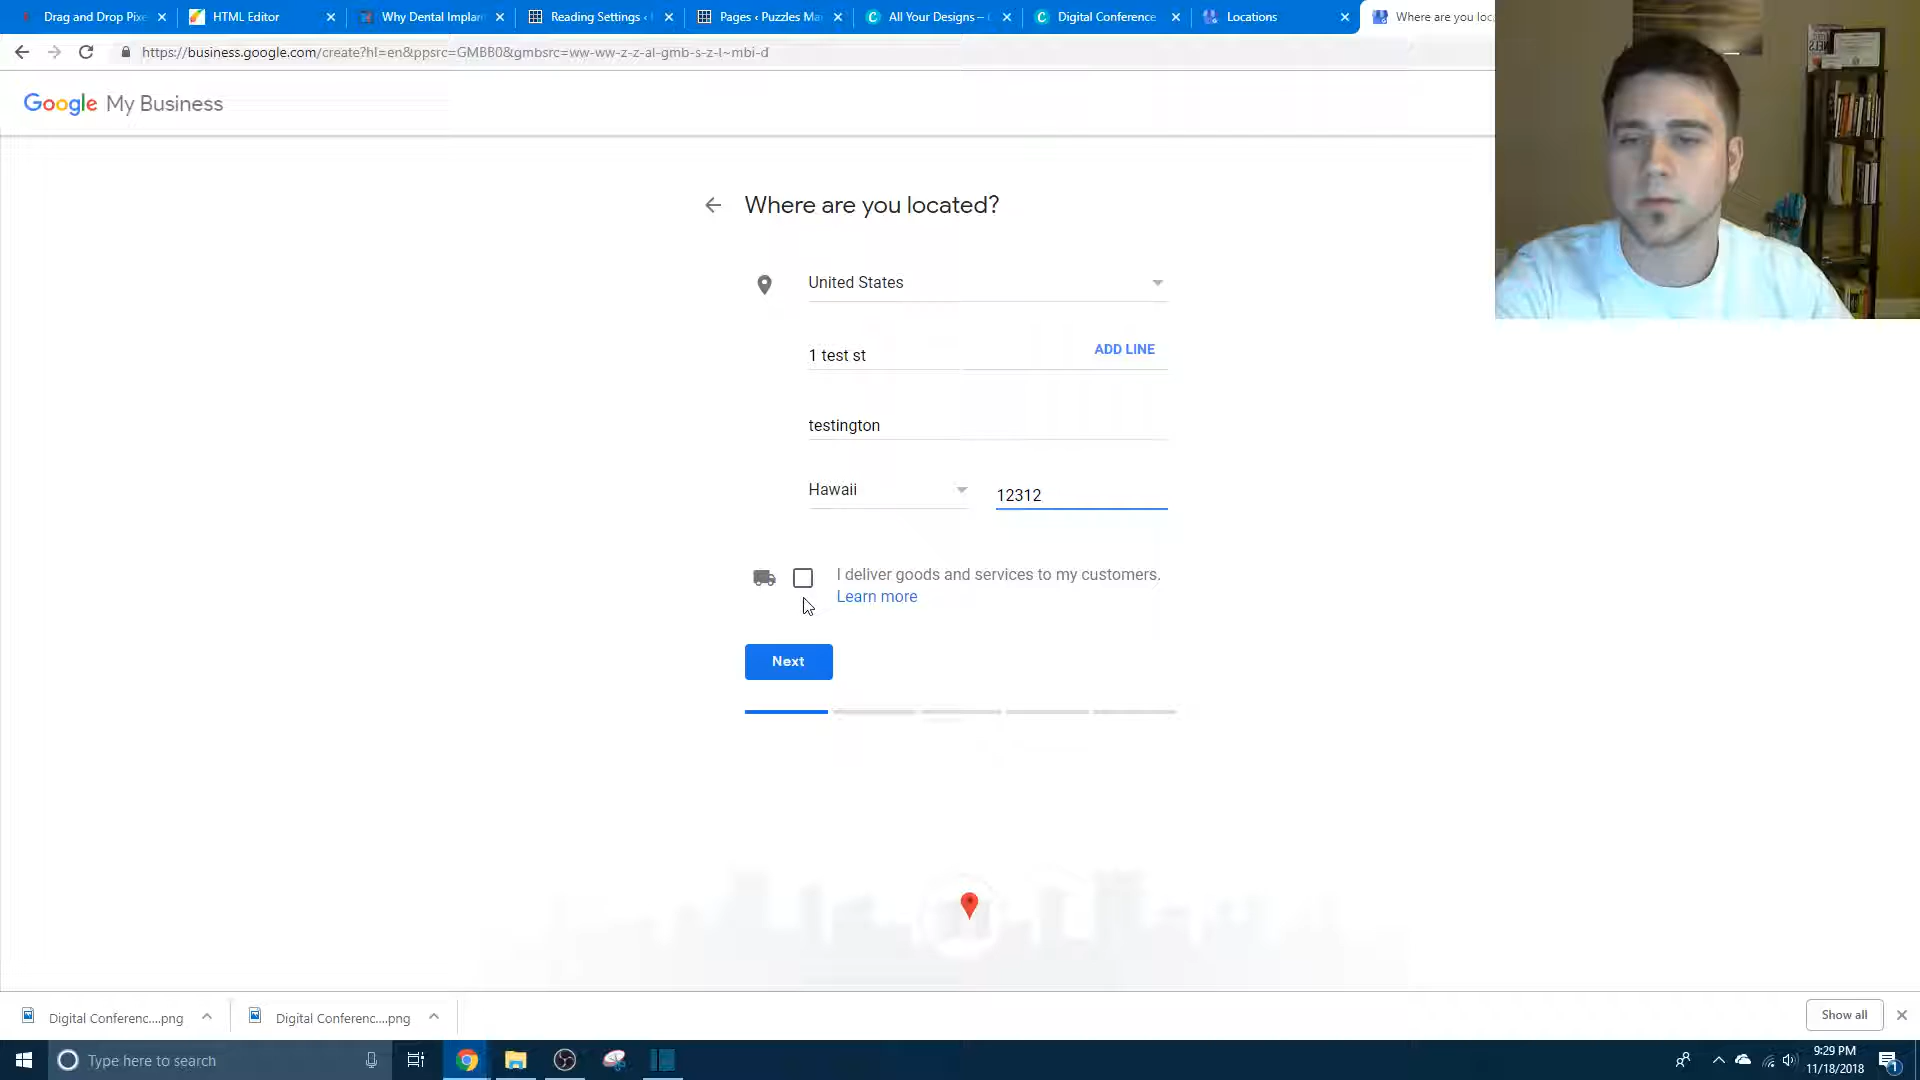 Drag and Drop Pixe
HTML Editor
Why Dental Implan
Reading Settings ‹
Pages ‹ Puzzles Ma
All Your Designs –
Digital Conference
Locations
Where are you loc
https://business.google.com/create?hl=en&ppsrc=GMBB0&gmbsrc=ww-ww-z-z-al-gmb-s-z-l~mbi-d
Google My Business
Where are you located?
United States
1 test st
ADD LINE
testington
Hawaii
12312
I deliver goods and services to my customers.
Learn more
Next
Digital Conferenc....png
Digital Conferenc....png
Show all
Type here to search
9:29 PM
11/18/2018
1